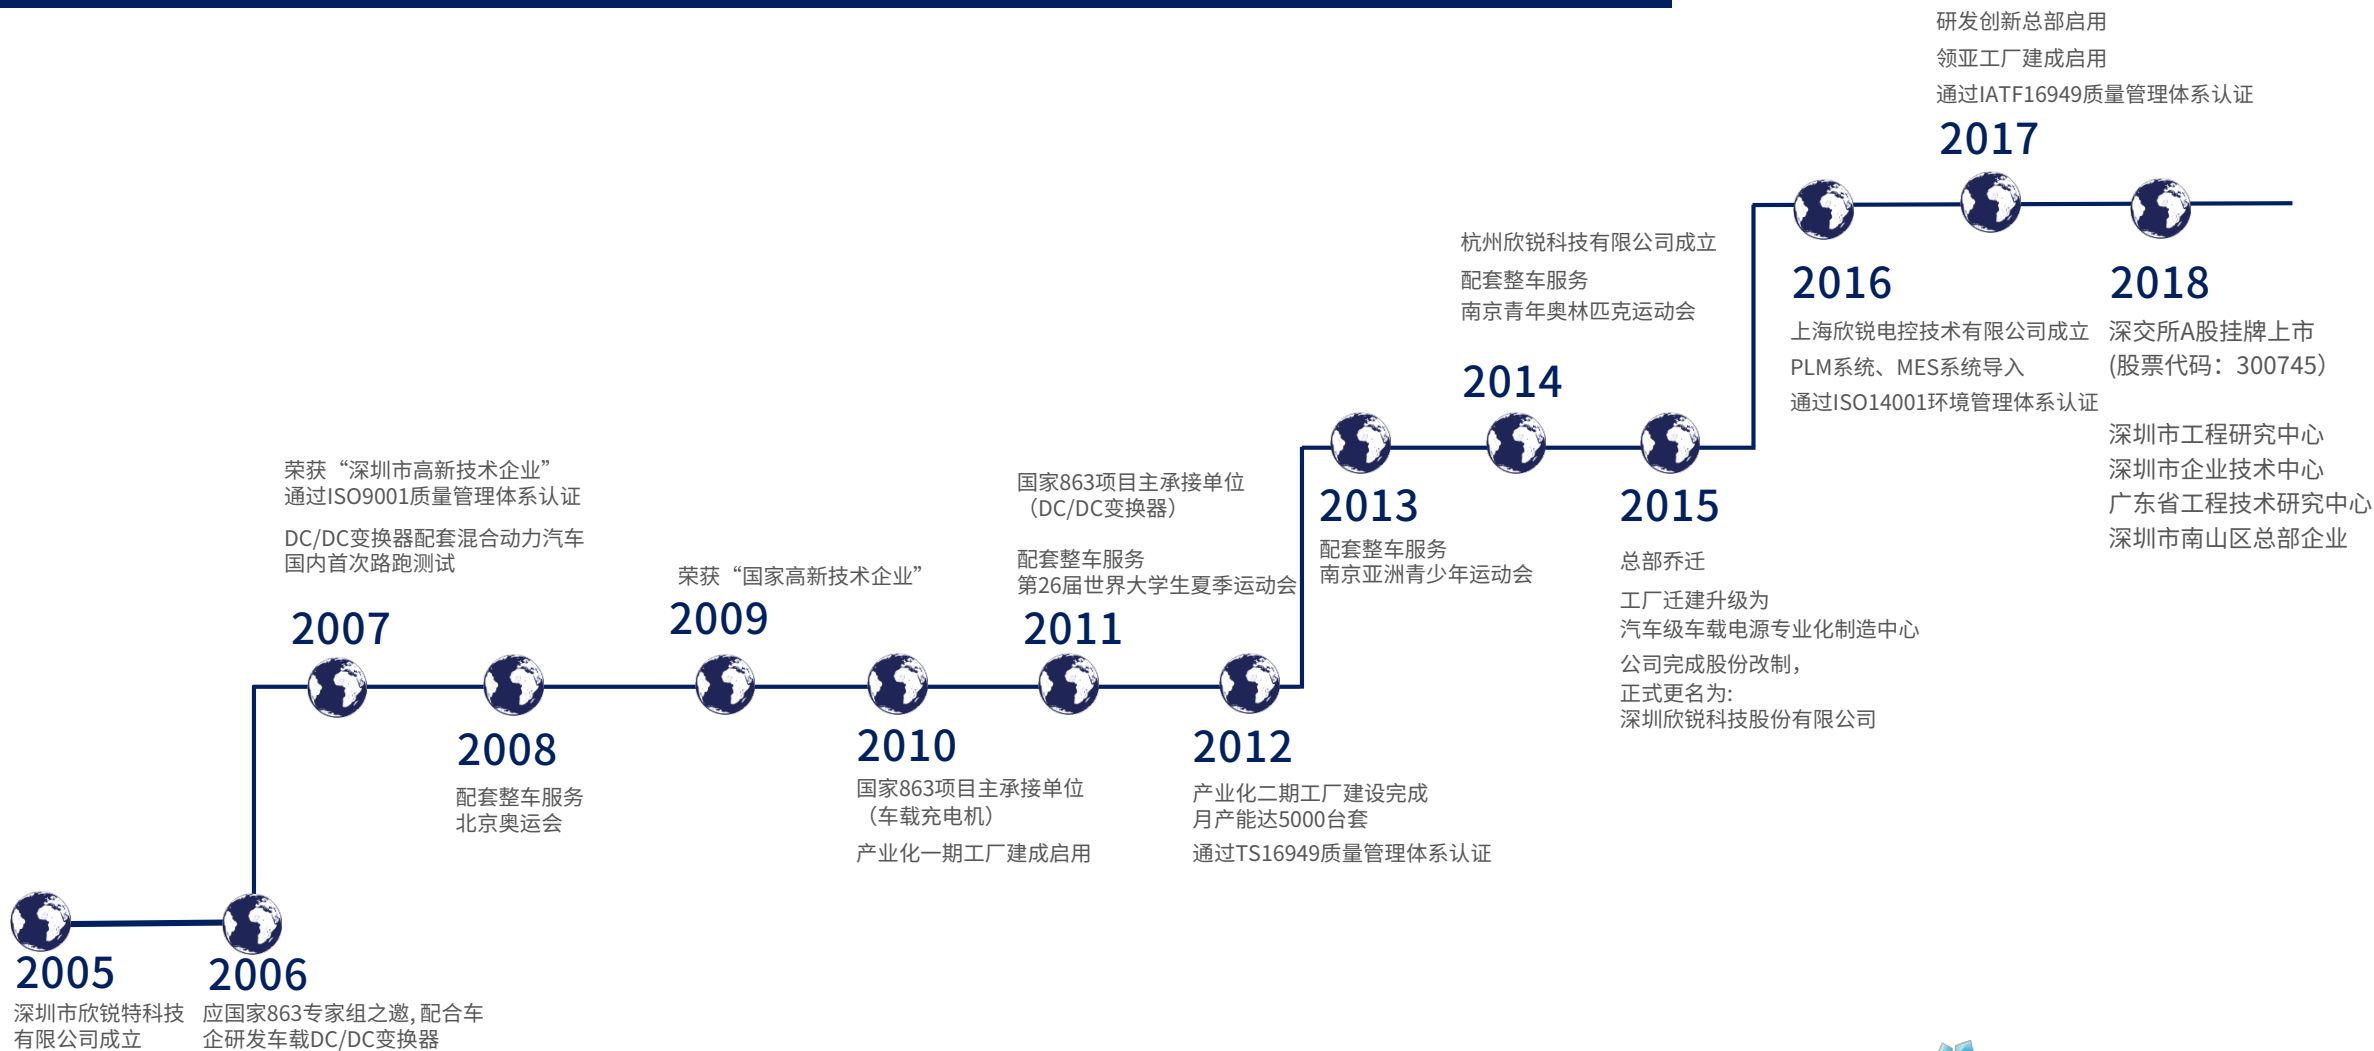 2005
深圳市欣锐特科技
有限公司成立
2006
应国家863专家组之邀,配合车
企研发车载DC/DC变换器
荣获“深圳市高新技术企业”
通过ISO9001质量管理体系认证
DC/DC变换器配套混合动力汽车
国内首次路跑测试
2007
2008
配套整车服务
北京奥运会
荣获“国家高新技术企业”
2009
2010
国家863项目主承接单位
（车载充电机）
产业化一期工厂建成启用
国家863项目主承接单位
（DC/DC变换器）
配套整车服务
第26届世界大学生夏季运动会
2011
2012
产业化二期工厂建设完成
月产能达5000台套
通过TS16949质量管理体系认证
2013
配套整车服务
南京亚洲青少年运动会
杭州欣锐科技有限公司成立
配套整车服务
南京青年奥林匹克运动会
2014
2015
总部乔迁
工厂迁建升级为
汽车级车载电源专业化制造中心
公司完成股份改制，
正式更名为:
深圳欣锐科技股份有限公司
2016
上海欣锐电控技术有限公司成立
PLM系统、MES系统导入
通过ISO14001环境管理体系认证
研发创新总部启用
领亚工厂建成启用
通过IATF16949质量管理体系认证
2017
2018
深交所A股挂牌上市
(股票代码：300745）
深圳市工程研究中心
深圳市企业技术中心
广东省工程技术研究中心
深圳市南山区总部企业